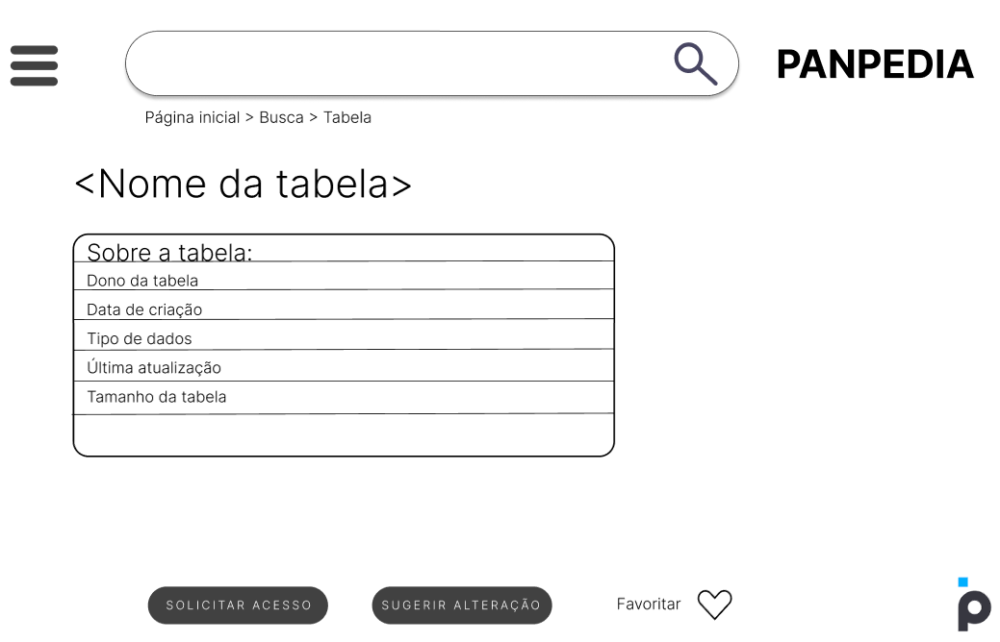 PANPEDIA
Página inicial > Busca > Tabela
<Nome da tabela>
Sobre a tabela:
Dono da tabela
Data de criação
Tipo de dados
Última atualização
Tamanho da tabela
SOLICITAR ACESSO
SUGERIR ALTERAÇÃO
Favoritar